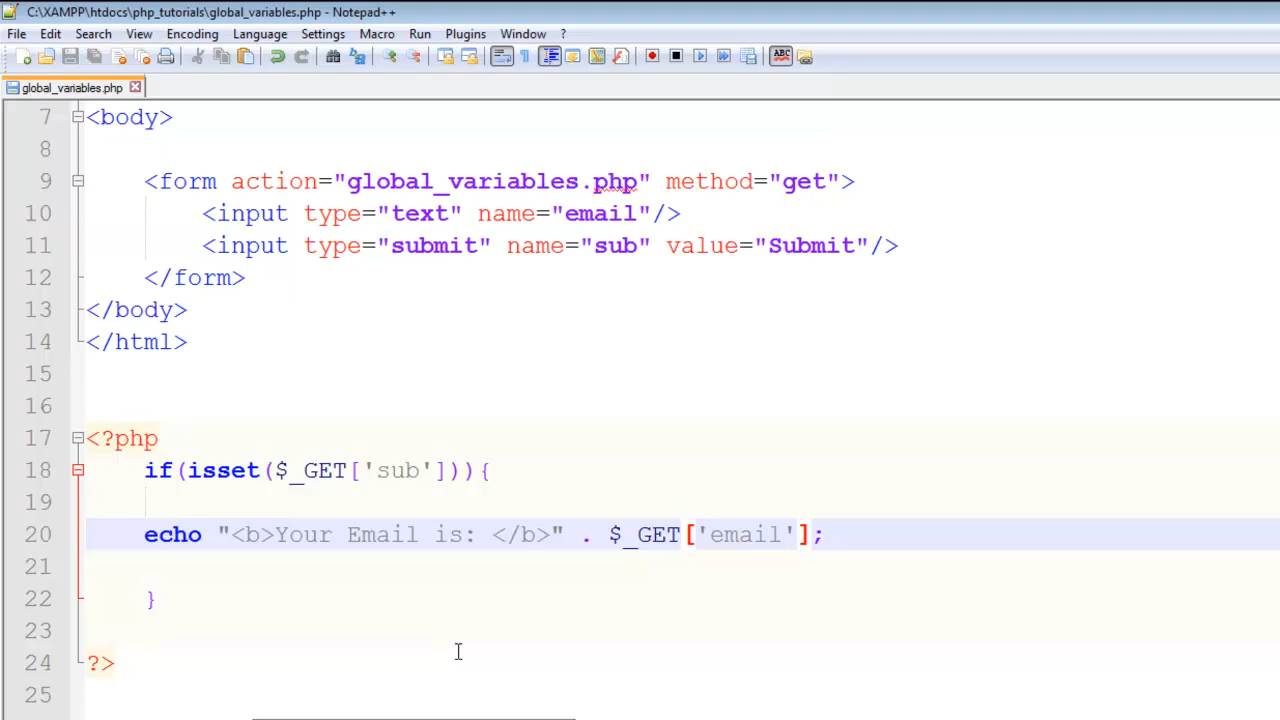 C:\XAMPP\htdocs\php_tutorials\global_variables.php - Notepad++
File Edit Search View Encoding Language Settings Macro Run Plugins Window ?
ABC
global_variables.php
7 <body>
8
9 <form action="global_variables.php" method="get">
10 <input type="text" name="email"/>
11 <input type="submit" name="sub" value="Submit"/>
12 </form>
13 </body>
14 </html>
15
16
17 <?php
18 if(isset($_GET['sub'])){
19
20 echo "<b>Your Email is: </b>" . $_GET['email'];
21
22 }
23
24 ?>
25